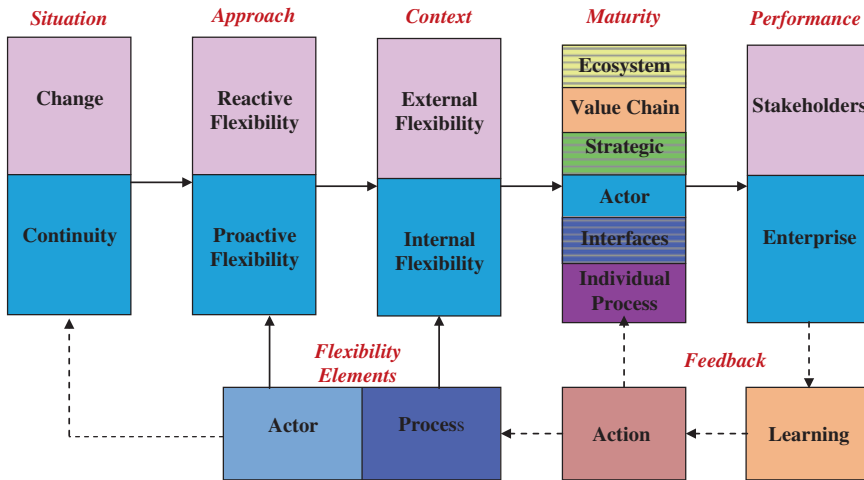 Situation
Approach
Context
Maturity
Performance
Change
Reactive
Flexibility
External
Flexibility
Ecosystem
Value Chain
Strategic
Actor
Interfaces
Individual
Process
Stakeholders
Continuity
Proactive
Flexibility
Internal
Flexibility
Enterprise
Flexibility
Elements
Feedback
Actor
Process
Action
Learning